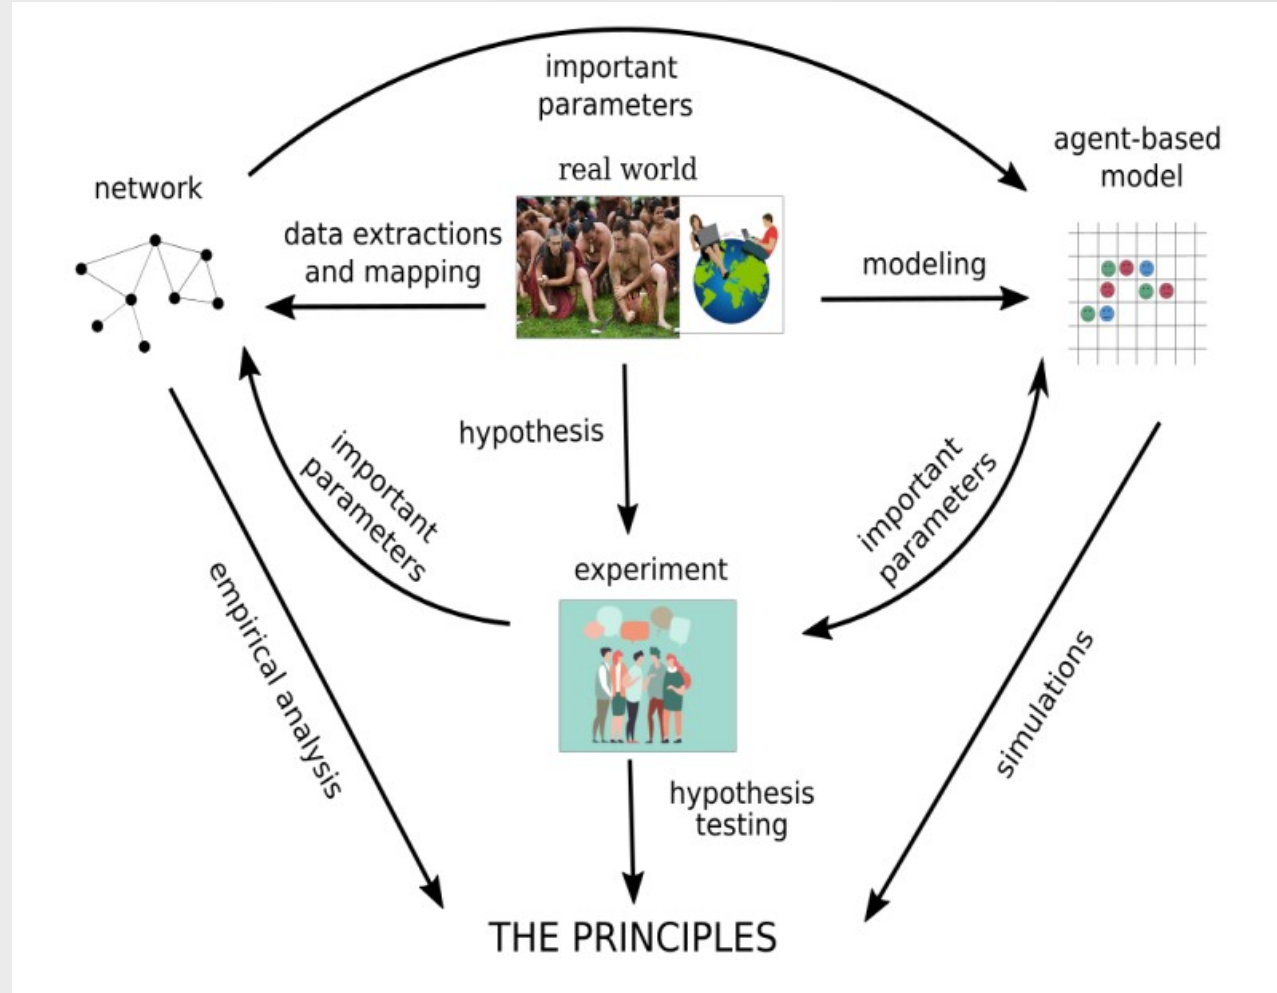 important
parameters
agent-based
model
real world
network
data extractions
and mapping
modeling
hypothesis
important
parameters
important
parameters
experiment
empirical analysis
simulations
hypothesis
testing
THE PRINCIPLES